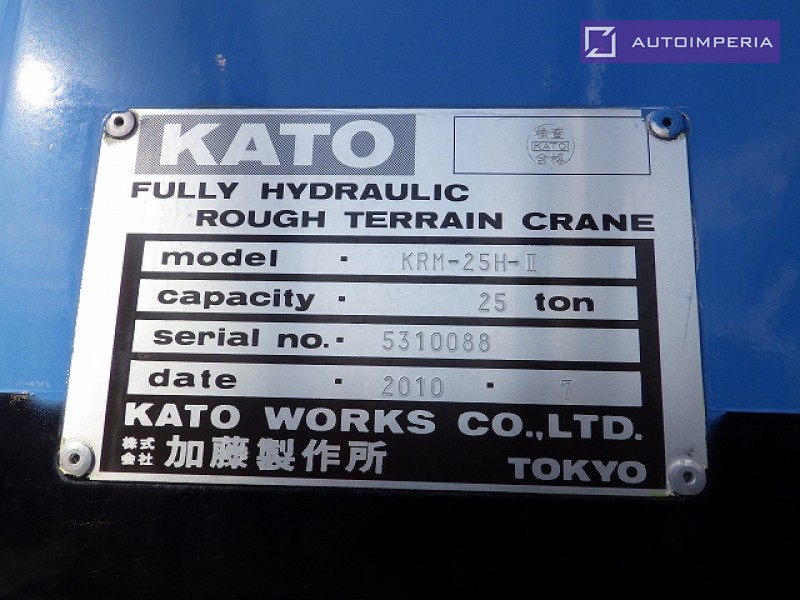 AUTOIMPERIA
KATO
検査
KATO
合格
FULLY HYDRAULIC
ROUGH TERRAIN CRANE
model · KRM-25H-II
capacity · 25 ton
serial no. · 5310088
date · 2010 · 7
KATO WORKS CO.,LTD.
株式会社 加藤製作所
TOKYO